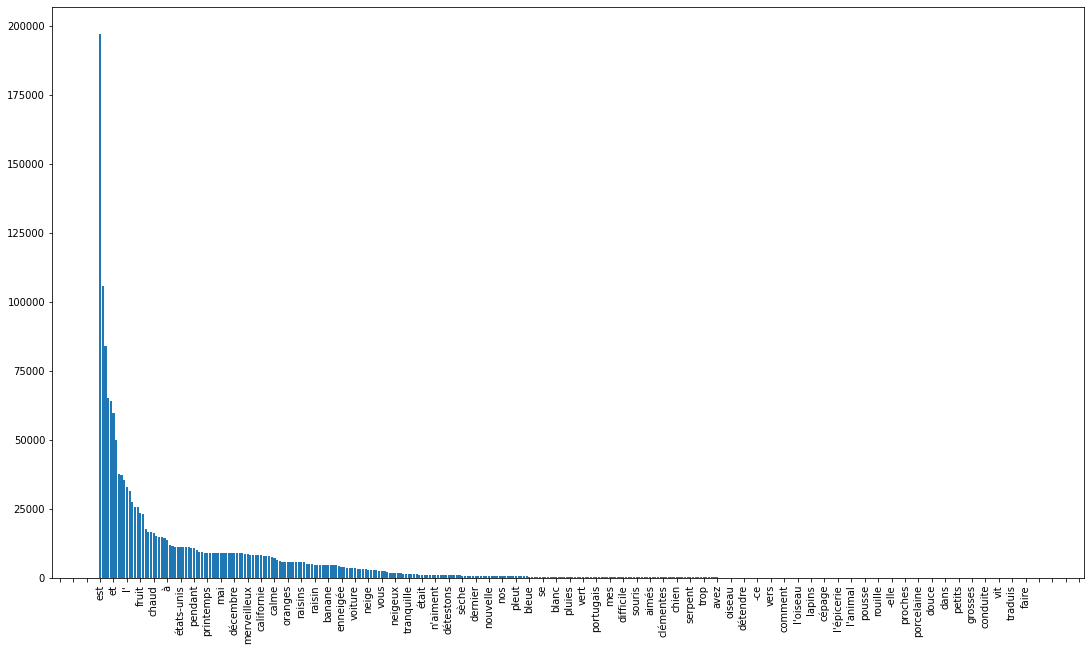 200000
175000
150000
125000
100000
75000
50000
25000
0
est
et
l'
fruit
chaud
à
états-unis
pendant
printemps
mai
décembre
merveilleux
californie
calme
oranges
raisins
raisin
banane
enneigée
voiture
neige
vous
neigeux
tranquille
était
n'aiment
détestons
sèche
dernier
nouvelle
nos
pleut
bleue
se
blanc
pluies
vert
portugais
mes
difficile
souris
aimés
clémentes
chien
serpent
trop
avez
oiseau
détendre
-ce
vers
comment
l'oiseau
lapins
cépage
l'épicerie
l'animal
pousse
rouille
-elle
proches
porcelaine
douce
dans
petits
grosses
conduite
vit
traduis
faire